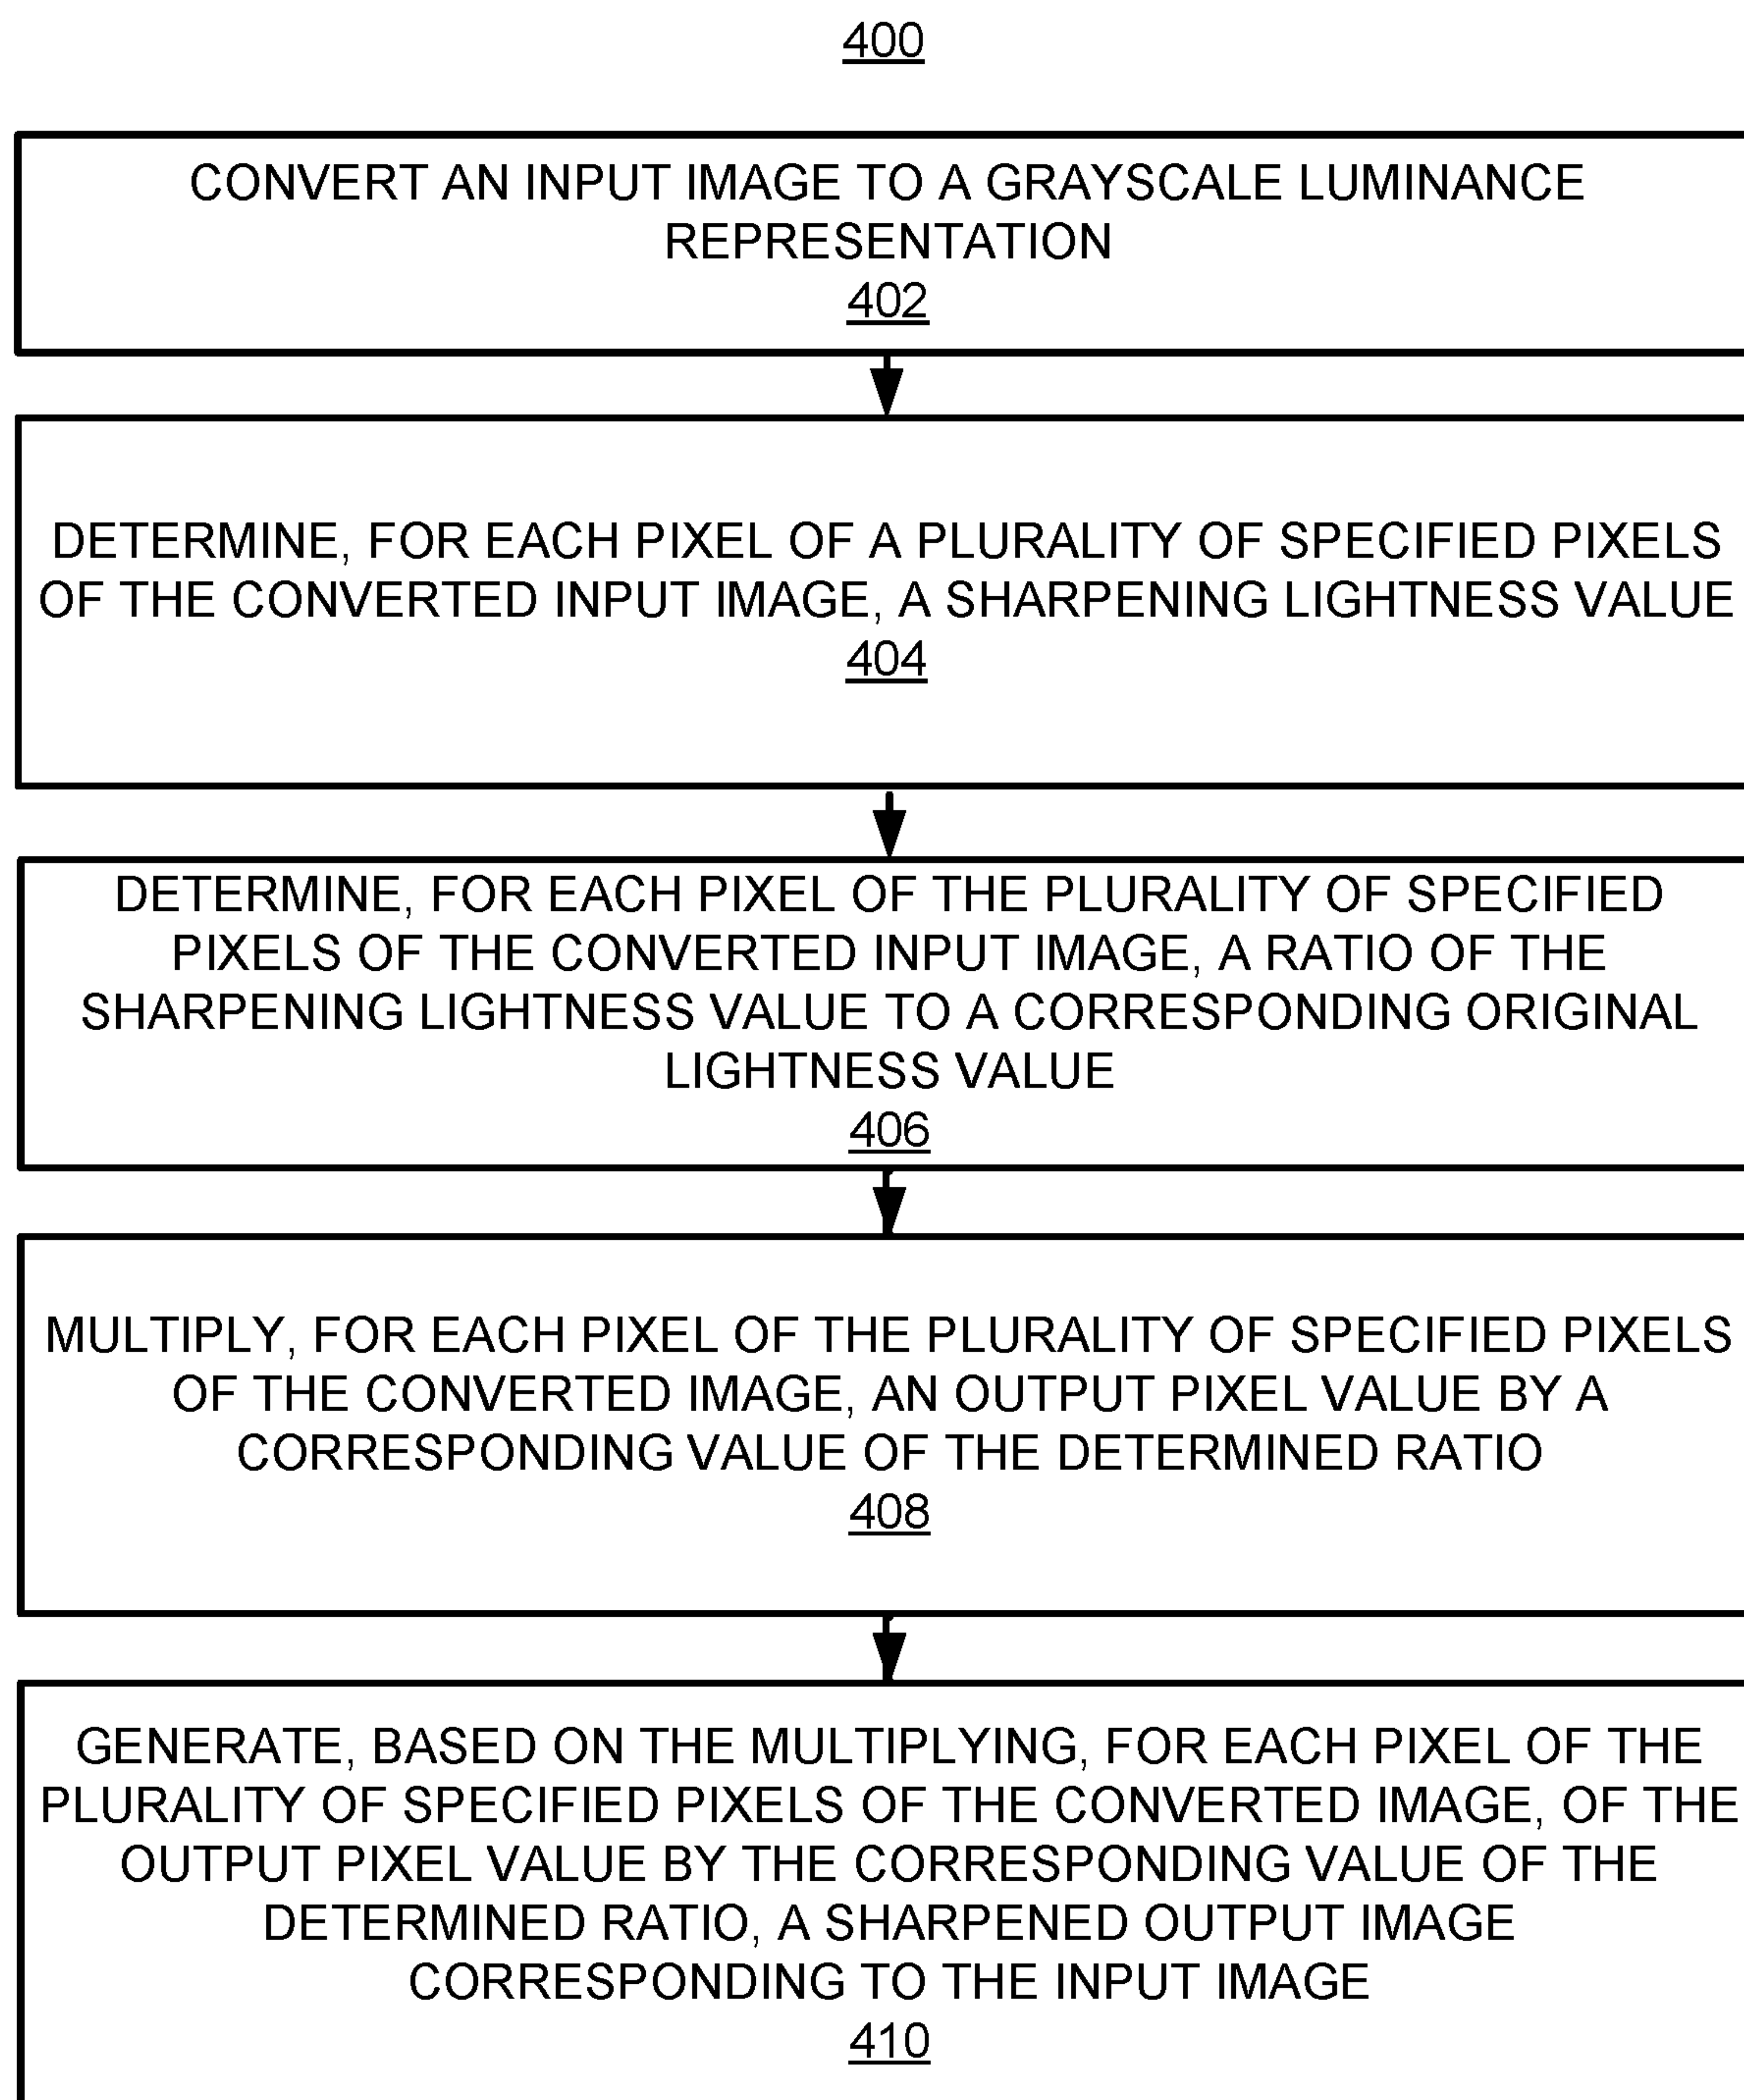 400
CONVERT AN INPUT IMAGE TO A GRAYSCALE LUMINANCE
REPRESENTATION
402
DETERMINE, FOR EACH PIXEL OF A PLURALITY OF SPECIFIED PIXELS
OF THE CONVERTED INPUT IMAGE, A SHARPENING LIGHTNESS VALUE
404
DETERMINE, FOR EACH PIXEL OF THE PLURALITY OF SPECIFIED
PIXELS OF THE CONVERTED INPUT IMAGE, A RATIO OF THE
SHARPENING LIGHTNESS VALUE TO A CORRESPONDING ORIGINAL
LIGHTNESS VALUE
406
MULTIPLY, FOR EACH PIXEL OF THE PLURALITY OF SPECIFIED PIXELS
OF THE CONVERTED IMAGE, AN OUTPUT PIXEL VALUE BY A
CORRESPONDING VALUE OF THE DETERMINED RATIO
408
GENERATE, BASED ON THE MULTIPLYING, FOR EACH PIXEL OF THE
PLURALITY OF SPECIFIED PIXELS OF THE CONVERTED IMAGE, OF THE
OUTPUT PIXEL VALUE BY THE CORRESPONDING VALUE OF THE
DETERMINED RATIO, A SHARPENED OUTPUT IMAGE
CORRESPONDING TO THE INPUT IMAGE
410